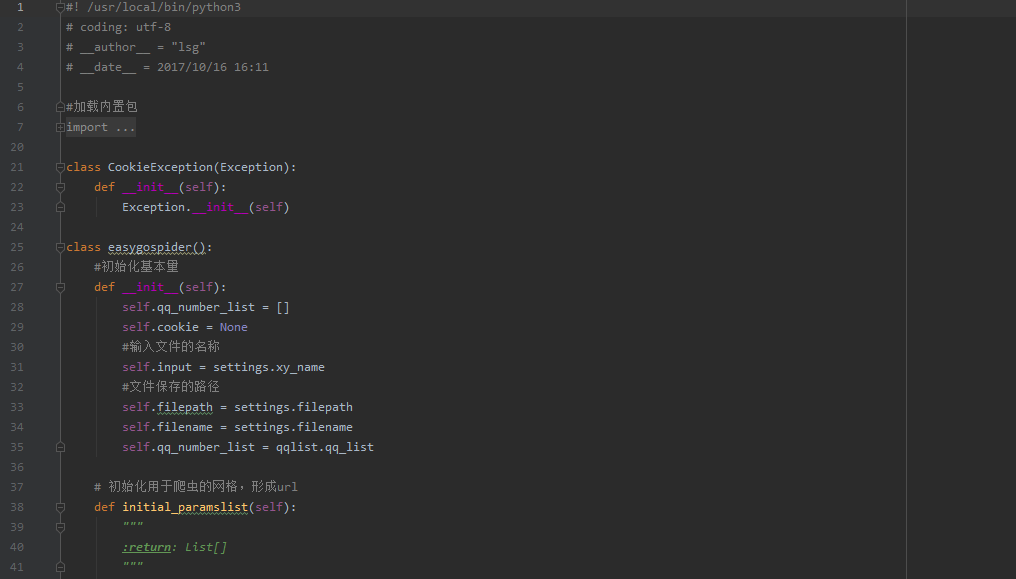 1 #! /usr/local/bin/python3
2 # coding: utf-8
3 # __author__ = "lsg"
4 # __date__ = 2017/10/16 16:11
5
6 #加载内置包
7 import ...
20
21 class CookieException(Exception):
22     def __init__(self):
23         Exception.__init__(self)
24
25 class easygospider():
26     #初始化基本量
27     def __init__(self):
28         self.qq_number_list = []
29         self.cookie = None
30         #输入文件的名称
31         self.input = settings.xy_name
32         #文件保存的路径
33         self.filepath = settings.filepath
34         self.filename = settings.filename
35         self.qq_number_list = qqlist.qq_list
36
37     # 初始化用于爬虫的网格，形成url
38     def initial_paramslist(self):
39         """
40         :return: List[]
41         """